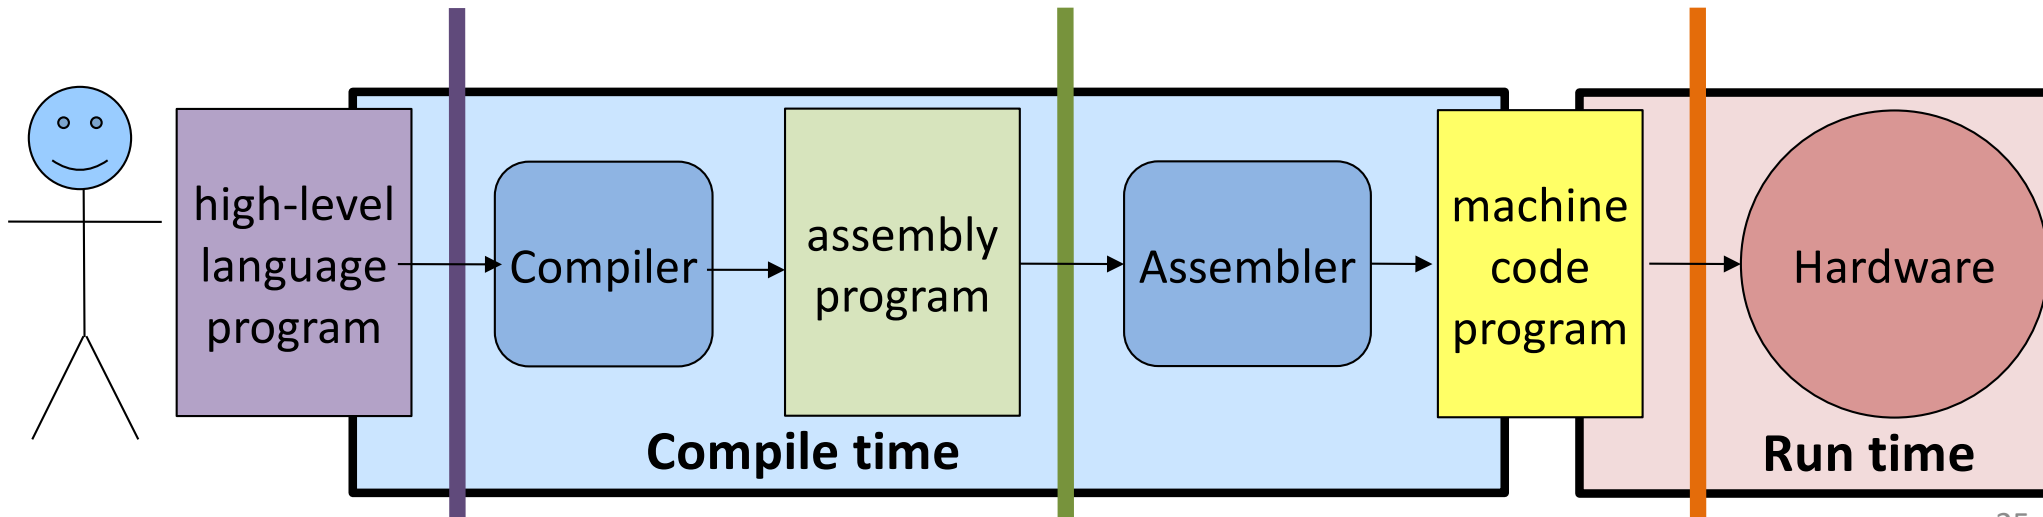 high-level
language
program
Compiler
assembly
program
Assembler
machine
code
program
Hardware
Compile time
Run time